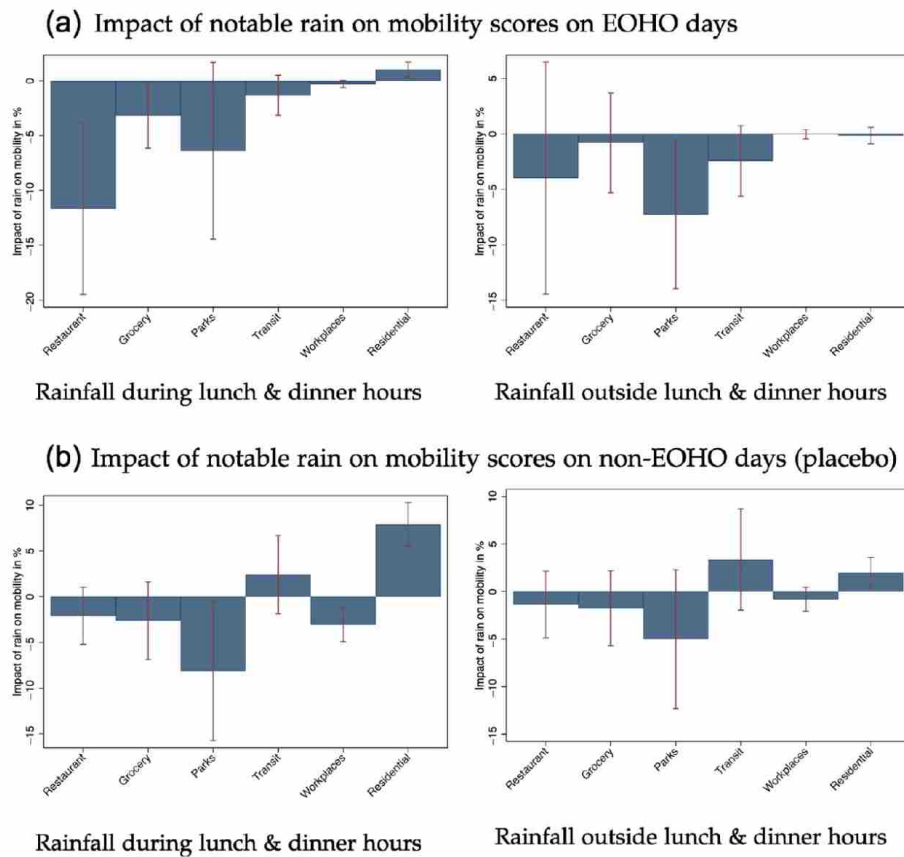 (a) Impact of notable rain on mobility scores on EOHO days
Impact of rain on mobility in %
0
−5
−10
−15
−20
Restaurant
Grocery
Parks
Transit
Workplaces
Residential
Rainfall during lunch & dinner hours
Impact of rain on mobility in %
5
0
−5
−10
−15
Restaurant
Grocery
Parks
Transit
Workplaces
Residential
Rainfall outside lunch & dinner hours
(b) Impact of notable rain on mobility scores on non-EOHO days (placebo)
Impact of rain on mobility in %
10
5
0
−5
−10
−15
Restaurant
Grocery
Parks
Transit
Workplaces
Residential
Rainfall during lunch & dinner hours
Impact of rain on mobility in %
10
5
0
−5
−10
−15
Restaurant
Grocery
Parks
Transit
Workplaces
Residential
Rainfall outside lunch & dinner hours